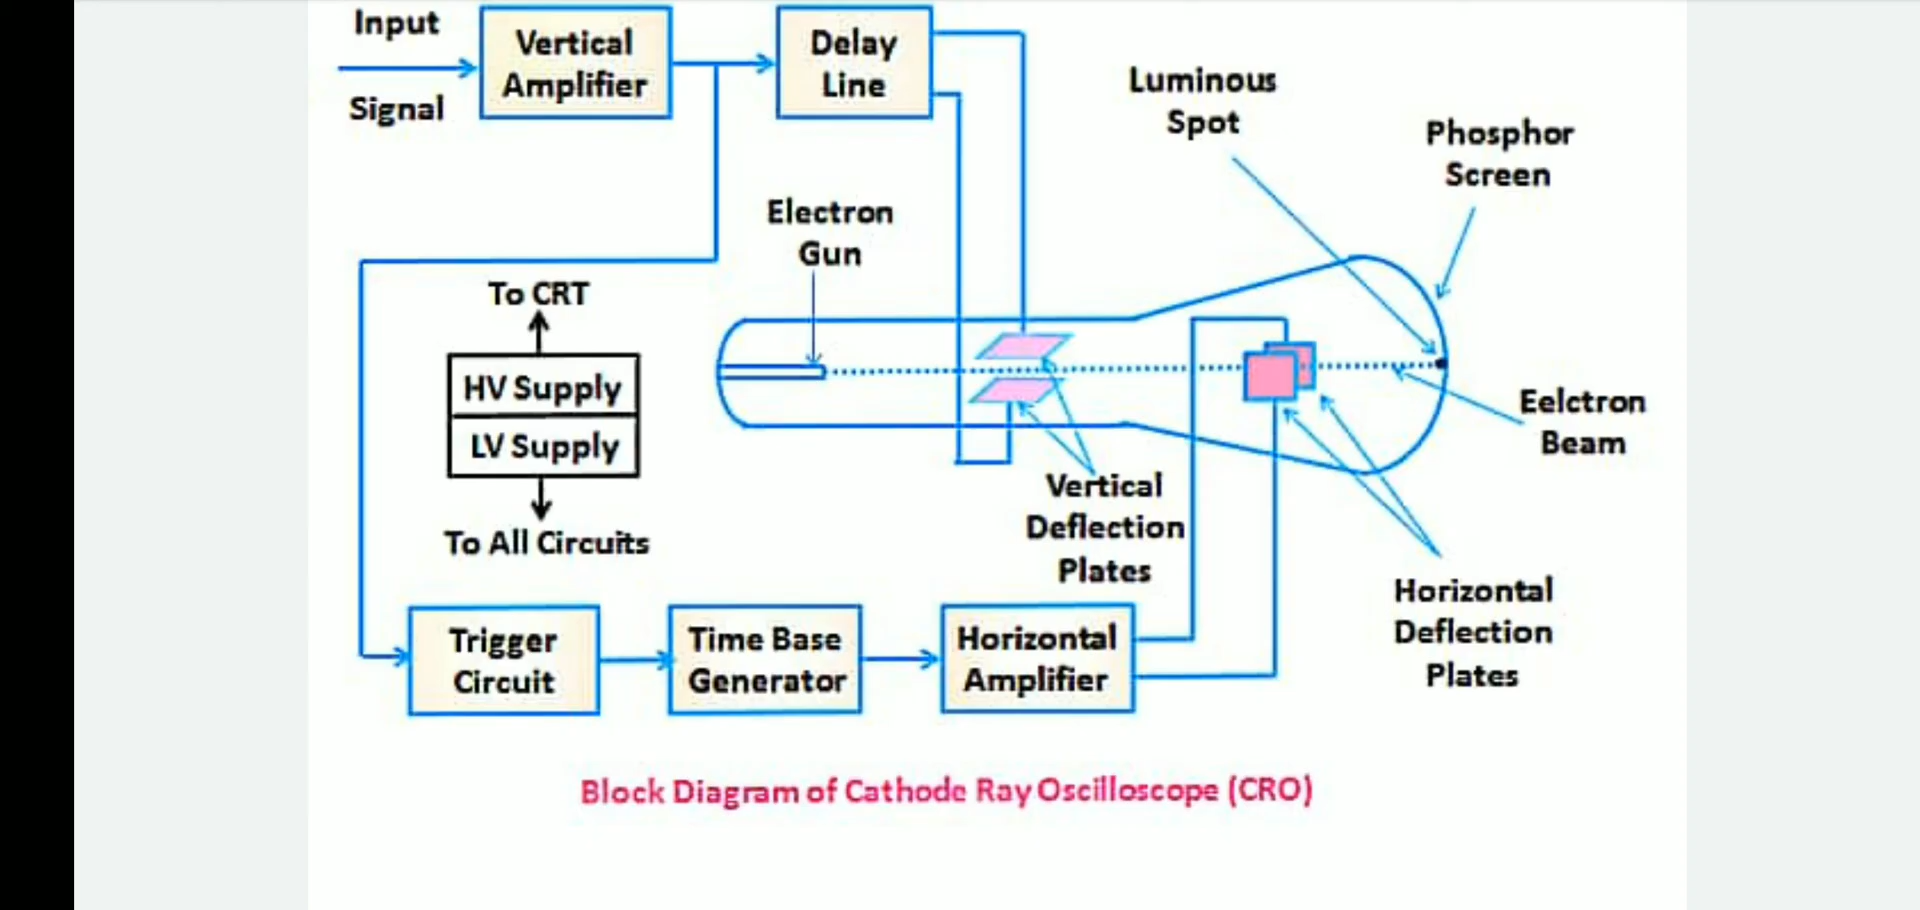 Input
Signal
Vertical
Amplifier
Delay
Line
Luminous
Spot
Phosphor
Screen
Electron
Gun
To CRT
HV Supply
LV Supply
To All Circuits
Eelctron
Beam
Vertical
Deflection
Plates
Horizontal
Deflection
Plates
Trigger
Circuit
Time Base
Generator
Horizontal
Amplifier
Block Diagram of Cathode Ray Oscilloscope (CRO)